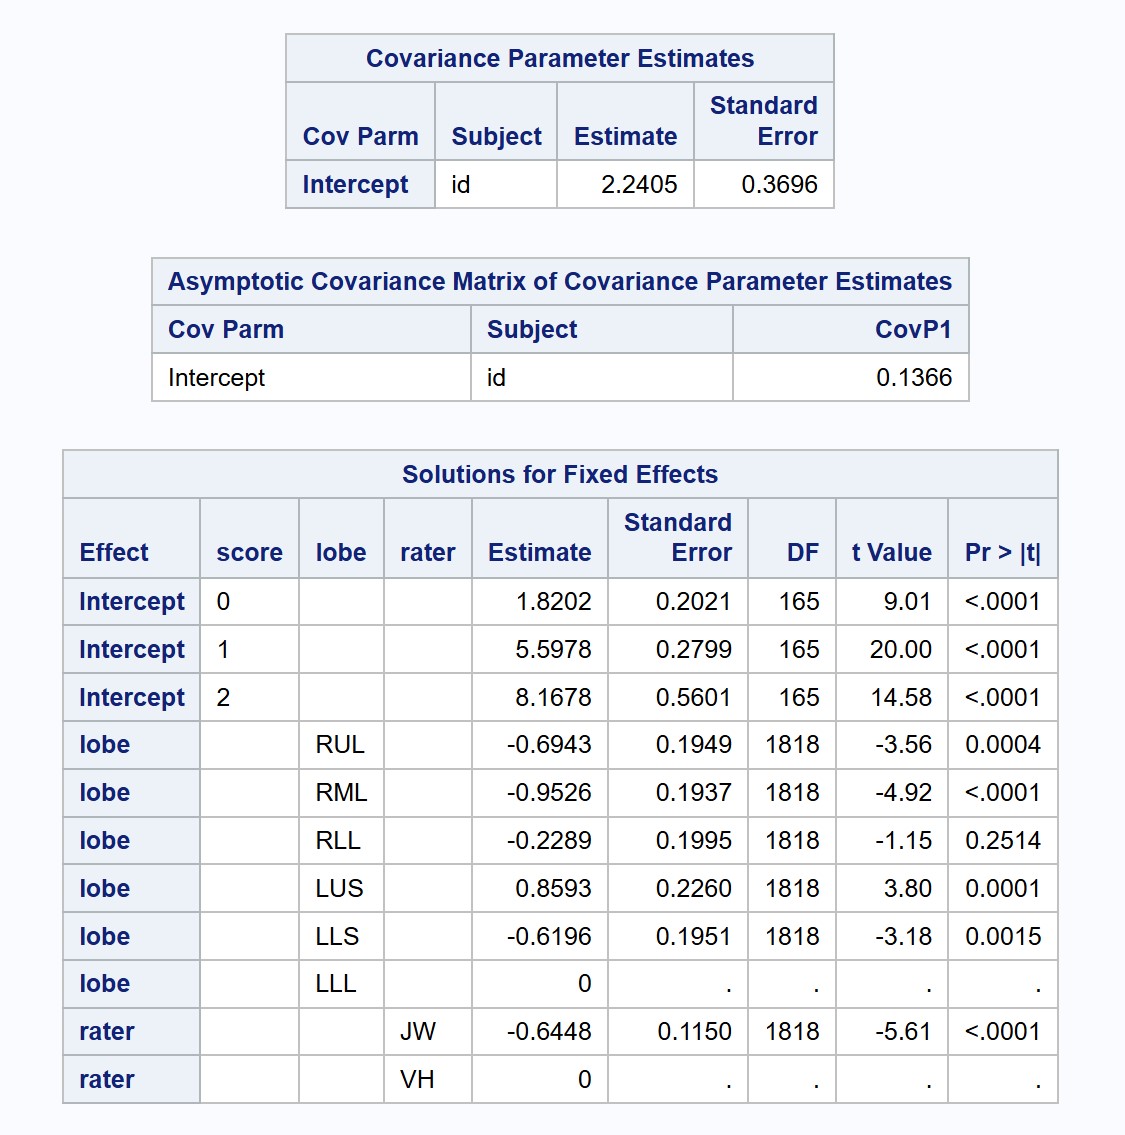 Covariance Parameter Estimates
Cov Parm Subject Estimate Standard Error
Intercept id 2.2405 0.3696
Asymptotic Covariance Matrix of Covariance Parameter Estimates
Cov Parm Subject CovP1
Intercept id 0.1366
Solutions for Fixed Effects
Effect score lobe rater Estimate Standard Error DF t Value Pr > |t|
Intercept 0 1.8202 0.2021 165 9.01 <.0001
Intercept 1 5.5978 0.2799 165 20.00 <.0001
Intercept 2 8.1678 0.5601 165 14.58 <.0001
lobe RUL -0.6943 0.1949 1818 -3.56 0.0004
lobe RML -0.9526 0.1937 1818 -4.92 <.0001
lobe RLL -0.2289 0.1995 1818 -1.15 0.2514
lobe LUS 0.8593 0.2260 1818 3.80 0.0001
lobe LLS -0.6196 0.1951 1818 -3.18 0.0015
lobe LLL 0 . . . .
rater JW -0.6448 0.1150 1818 -5.61 <.0001
rater VH 0 . . . .